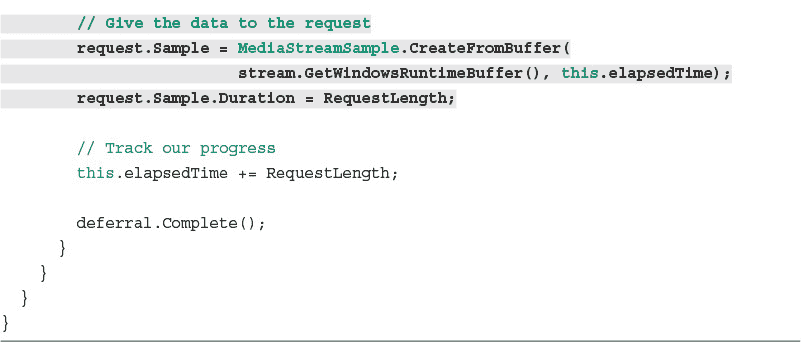 // Give the data to the request
request.Sample = MediaStreamSample.CreateFromBuffer(
stream.GetWindowsRuntimeBuffer(), this.elapsedTime);
request.Sample.Duration = RequestLength;
// Track our progress
this.elapsedTime += RequestLength;
deferral.Complete();
}
}
}
}